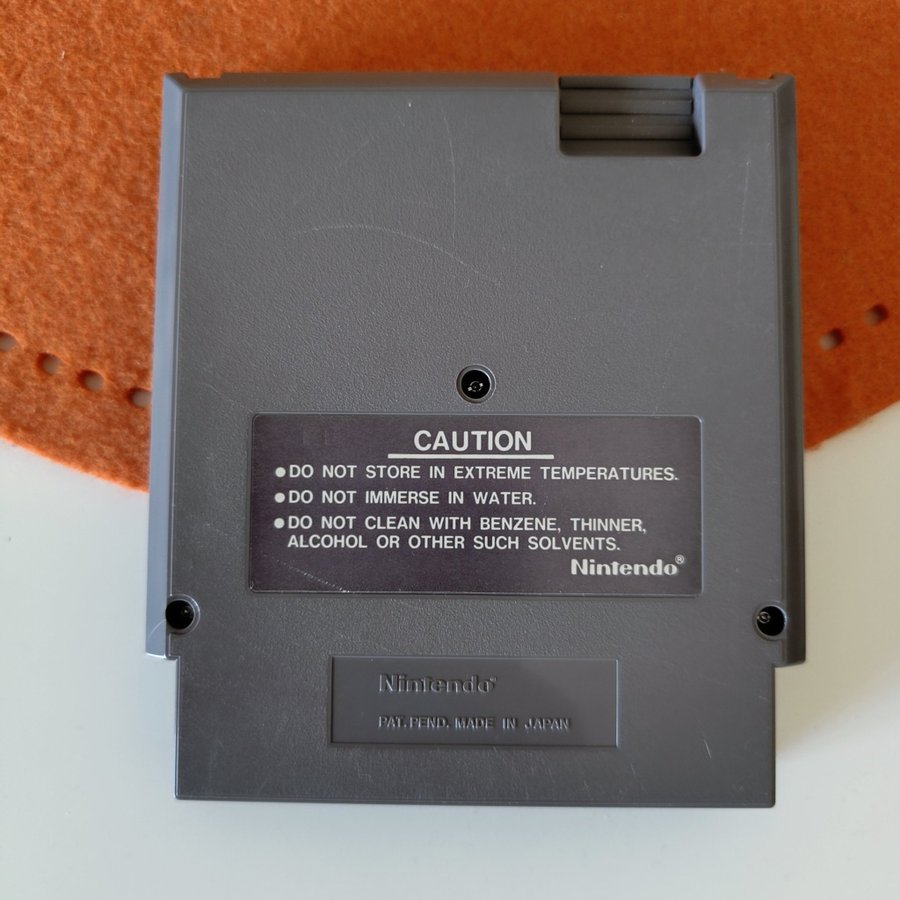 CAUTION
●DO NOT STORE IN EXTREME TEMPERATURES.
●DO NOT IMMERSE IN WATER.
●DO NOT CLEAN WITH BENZENE, THINNER,
ALCOHOL OR OTHER SUCH SOLVENTS.
Nintendo®
Nintendo®
PAT. PEND. MADE IN JAPAN